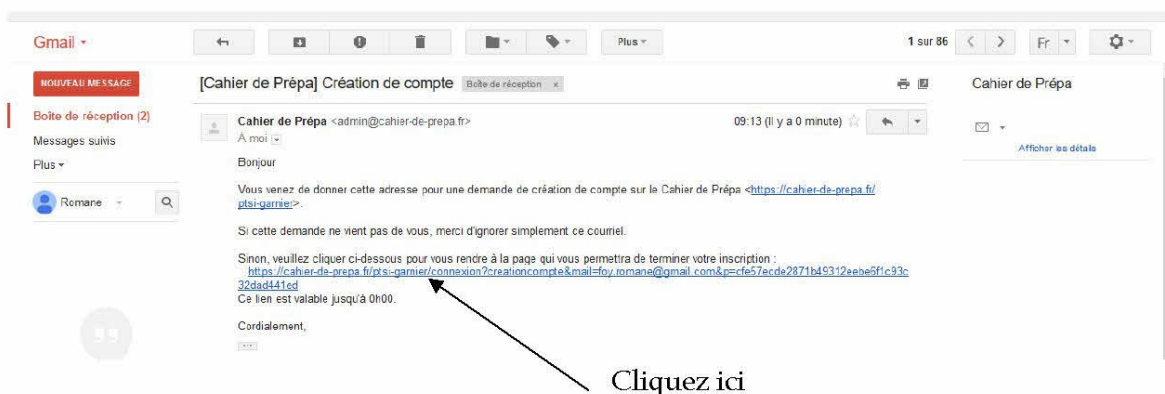 Gmail
Plus
1 sur 86
Fr
NOUVEAU MESSAGE
Boîte de réception (2)
Messages suivis
Plus
Romane
[Cahier de Prépa] Création de compte Boîte de réception x
Cahier de Prépa <admin@cahier-de-prepa.fr>
09:13 (Il y a 0 minute)
À moi
Bonjour
Vous venez de donner cette adresse pour une demande de création de compte sur le Cahier de Prépa <https://cahier-de-prepa.fr/
ptsi-garnier>.
Si cette demande ne vient pas de vous, merci d'ignorer simplement ce courriel.
Sinon, veuillez cliquer ci-dessous pour vous rendre à la page qui vous permettra de terminer votre inscription :
https://cahier-de-prepa.fr/ptsi-garnier/connexion?creationcompte&mail=foy.romane@gmail.com&p=cfe57ecde2871b49312eebe6f1c93c
32dad441ed
Ce lien est valable jusqu'à 0h00.
Cordialement,
Cahier de Prépa
Afficher les détails
Cliquez ici